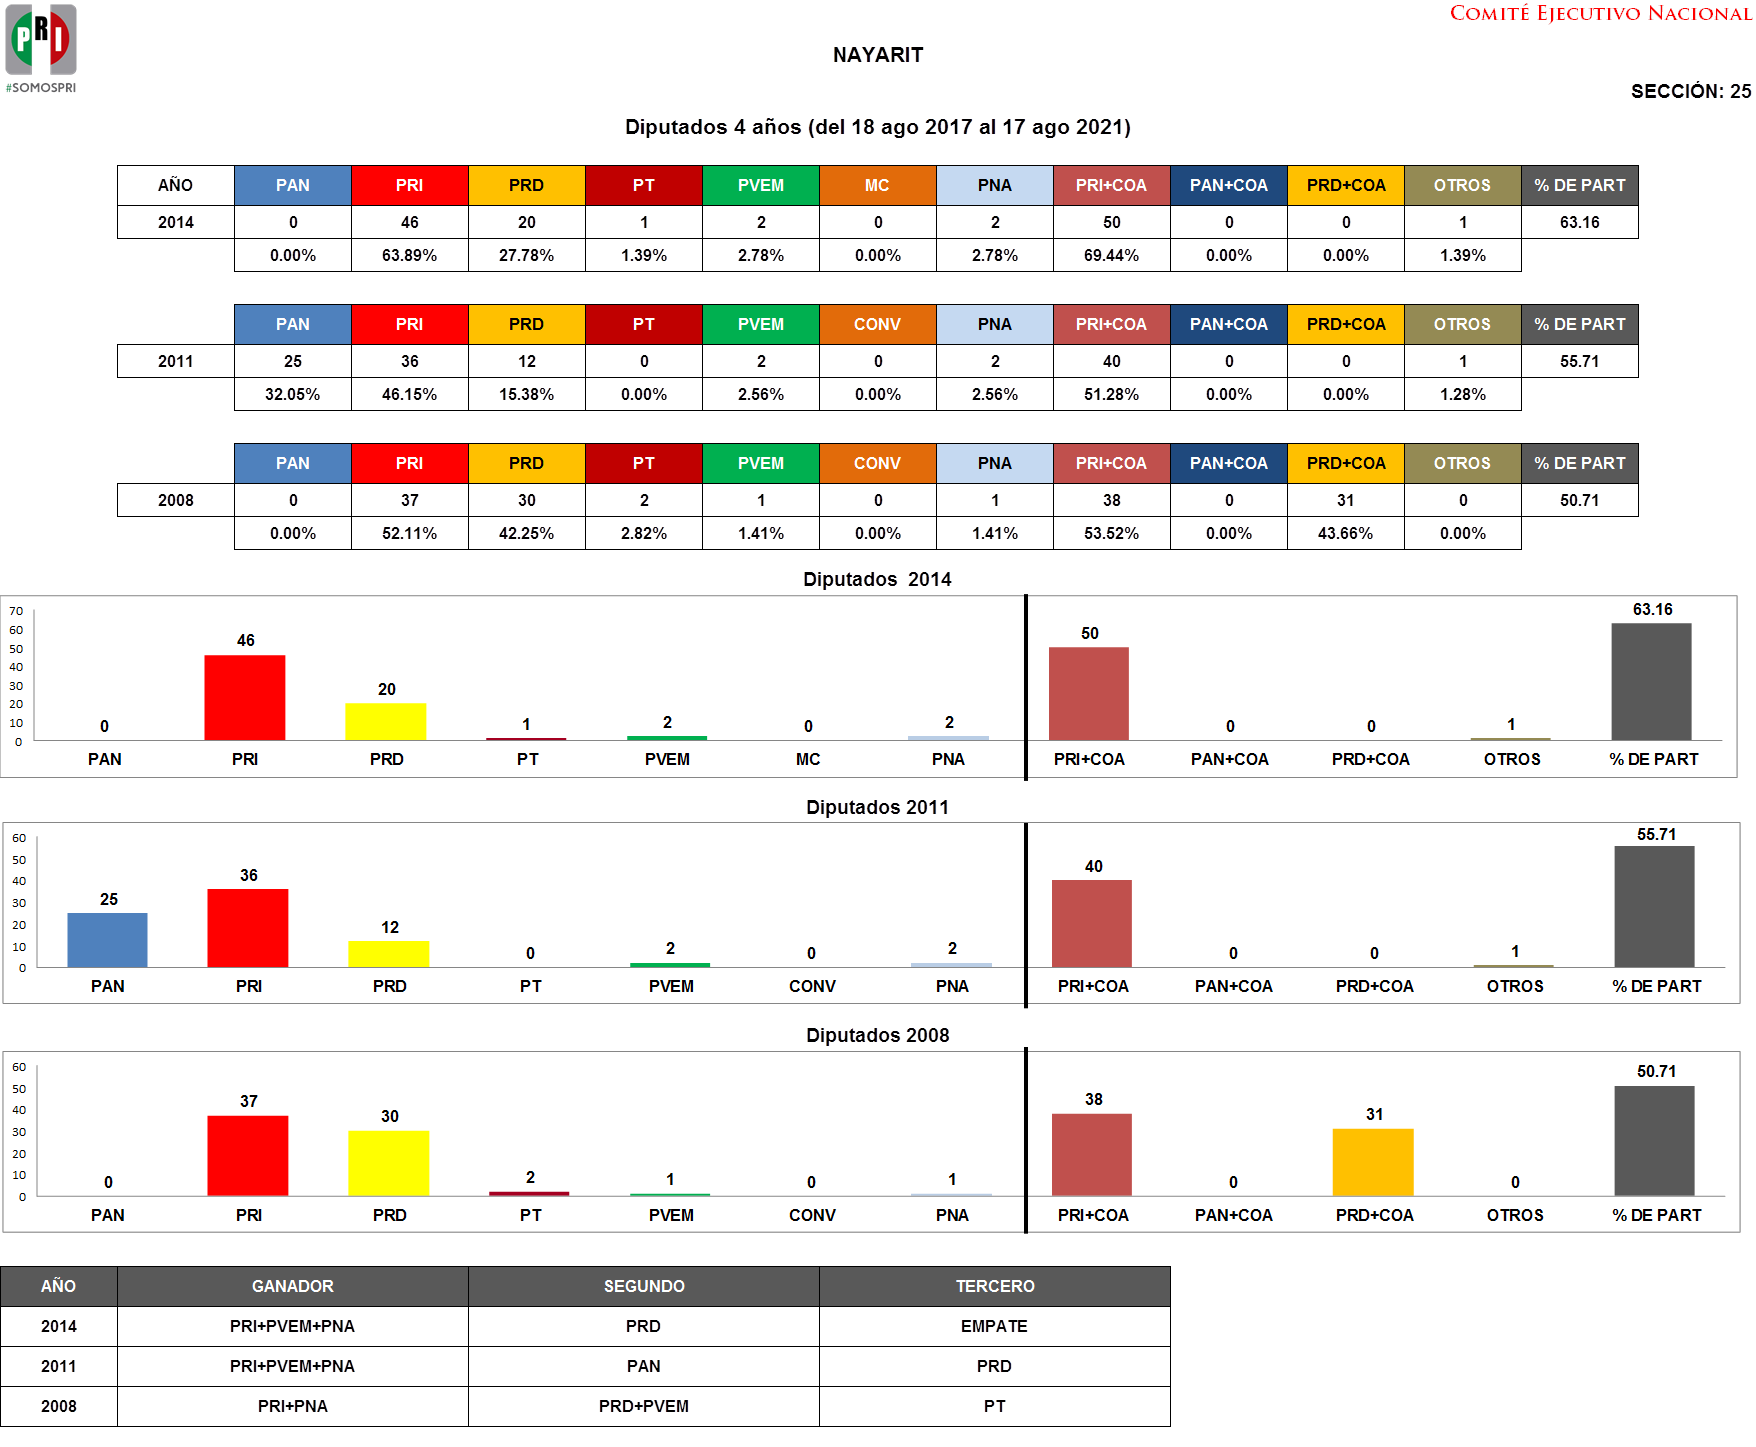 PRI
#SOMOSPRI
COMITÉ EJECUTIVO NACIONAL
NAYARIT
SECCIÓN: 25
Diputados 4 años (del 18 ago 2017 al 17 ago 2021)
AÑO PAN PRI PRD PT PVEM MC PNA PRI+COA PAN+COA PRD+COA OTROS % DE PART
2014 0 46 20 1 2 0 2 50 0 0 1 63.16
0.00% 63.89% 27.78% 1.39% 2.78% 0.00% 2.78% 69.44% 0.00% 0.00% 1.39%
PAN PRI PRD PT PVEM CONV PNA PRI+COA PAN+COA PRD+COA OTROS % DE PART
2011 25 36 12 0 2 0 2 40 0 0 1 55.71
32.05% 46.15% 15.38% 0.00% 2.56% 0.00% 2.56% 51.28% 0.00% 0.00% 1.28%
PAN PRI PRD PT PVEM CONV PNA PRI+COA PAN+COA PRD+COA OTROS % DE PART
2008 0 37 30 2 1 0 1 38 0 31 0 50.71
0.00% 52.11% 42.25% 2.82% 1.41% 0.00% 1.41% 53.52% 0.00% 43.66% 0.00%
Diputados 2014
70
60
50
40
30
20
10
0
0 46 20 1 2 0 2 50 0 0 1 63.16
PAN PRI PRD PT PVEM MC PNA PRI+COA PAN+COA PRD+COA OTROS % DE PART
Diputados 2011
60
50
40
30
20
10
0
25 36 12 0 2 0 2 40 0 0 1 55.71
PAN PRI PRD PT PVEM CONV PNA PRI+COA PAN+COA PRD+COA OTROS % DE PART
Diputados 2008
60
50
40
30
20
10
0
0 37 30 2 1 0 1 38 0 31 0 50.71
PAN PRI PRD PT PVEM CONV PNA PRI+COA PAN+COA PRD+COA OTROS % DE PART
AÑO GANADOR SEGUNDO TERCERO
2014 PRI+PVEM+PNA PRD EMPATE
2011 PRI+PVEM+PNA PAN PRD
2008 PRI+PNA PRD+PVEM PT